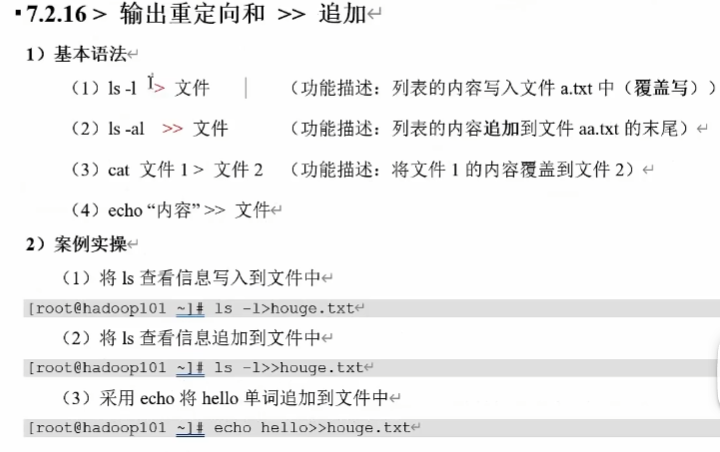 ▪7.2.16 > 输出重定向和 >> 追加↵
1）基本语法↵
（1）ls -l > 文件 （功能描述：列表的内容写入文件 a.txt 中（覆盖写））
（2）ls -al >> 文件 （功能描述：列表的内容追加到文件 aa.txt 的末尾）↵
（3）cat 文件 1 > 文件 2 （功能描述：将文件 1 的内容覆盖到文件 2）↵
（4）echo “内容” >> 文件↵
2）案例实操↵
（1）将 ls 查看信息写入到文件中↵
[root@hadoop101 ~]# ls -l>houge.txt↵
（2）将 ls 查看信息追加到文件中↵
[root@hadoop101 ~]# ls -l>>houge.txt↵
（3）采用 echo 将 hello 单词追加到文件中↵
[root@hadoop101 ~]# echo hello>>houge.txt↵